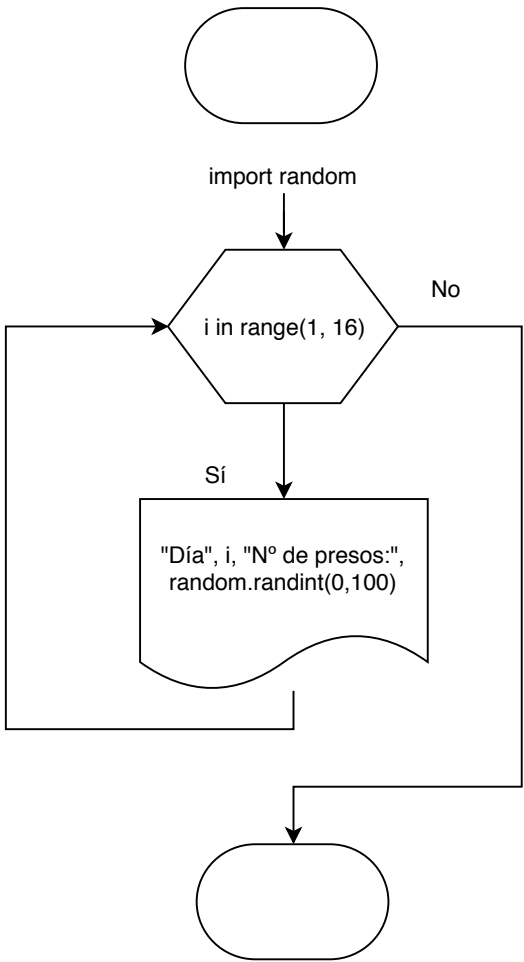 import random
i in range(1, 16)
No
Sí
"Día", i, "Nº de presos:",
random.randint(0,100)